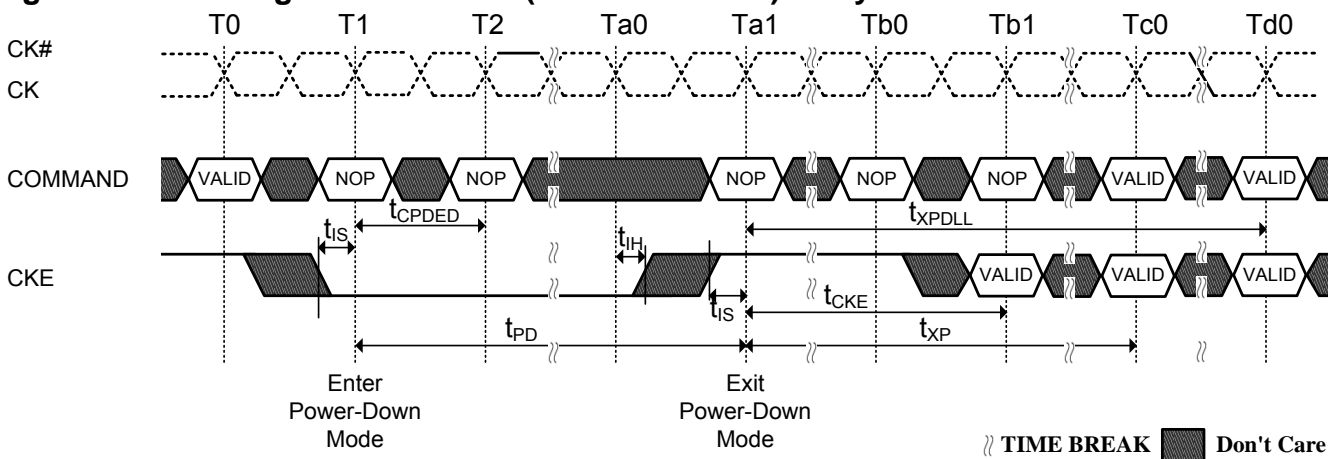 T0 T1 T2 Ta0 Ta1 Tb0 Tb1 Tc0 Td0
CK#
CK
COMMAND VALID NOP NOP NOP NOP NOP VALID VALID
tCPDED tXPDLL
tIS tIH
CKE VALID VALID VALID
tIS tCKE
tPD tXP
Enter Exit
Power-Down Power-Down
Mode Mode
TIME BREAK Don't Care